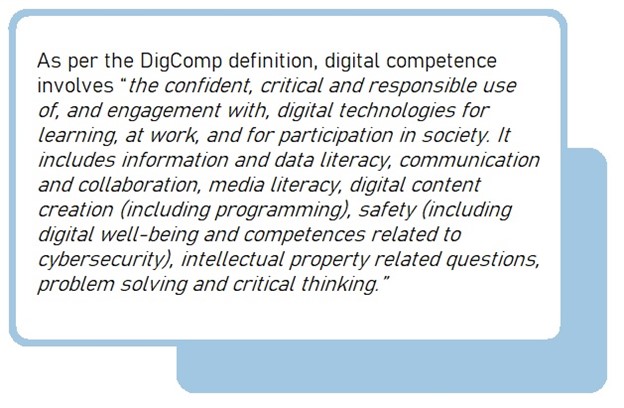 As per the DigComp definition, digital competence
involves “the confident, critical and responsible use
of, and engagement with, digital technologies for
learning, at work, and for participation in society. It
includes information and data literacy, communication
and collaboration, media literacy, digital content
creation (including programming), safety (including
digital well-being and competences related to
cybersecurity), intellectual property related questions,
problem solving and critical thinking.”